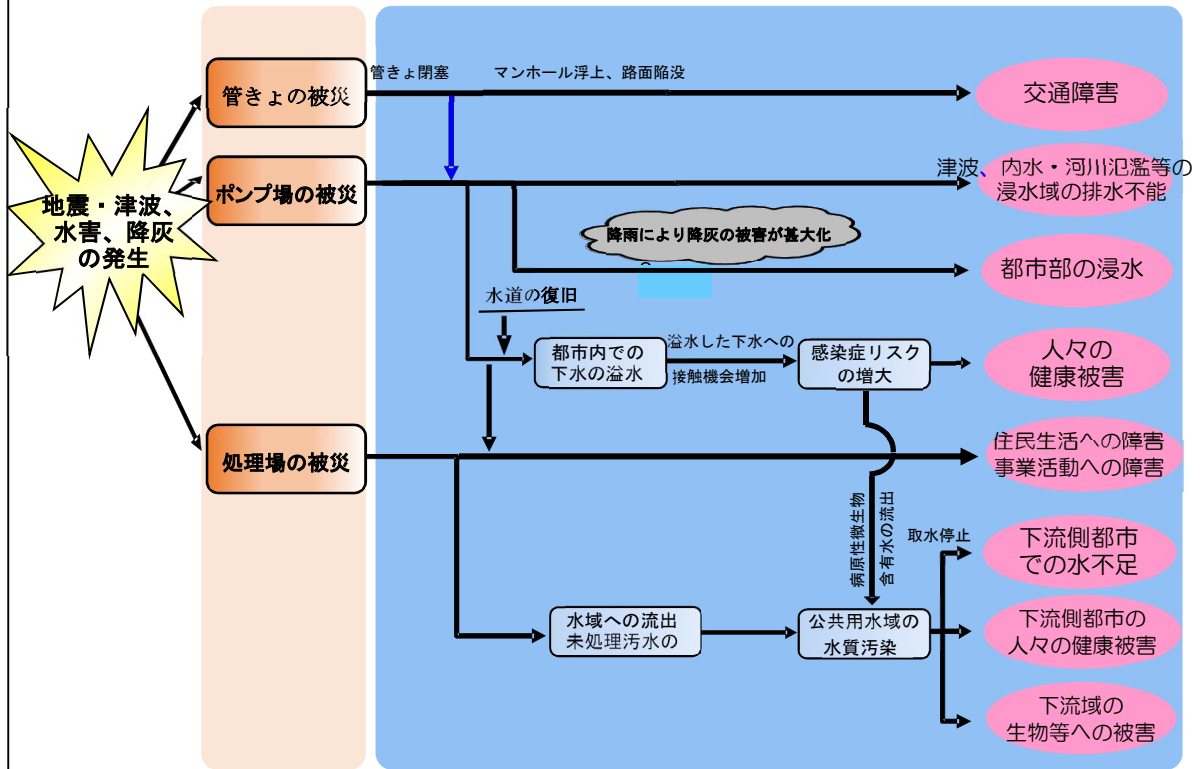 管きょ閉塞
マンホール浮上、路面陥没
管きょの被災
交通障害
ポンプ場の被災
津波、内水・河川氾濫等の
浸水域の排水不能
地震・津波、
水害、降灰
の発生
降雨により降灰の被害が甚大化
都市部の浸水
水道の復旧
都市内での
下水の溢水
溢水した下水への
接触機会増加
感染症リスク
の増大
人々の
健康被害
処理場の被災
住民生活への障害
事業活動への障害
病原性微生物
含有水の流出
取水停止
下流側都市
での水不足
水域への流出
未処理汚水の
公共用水域の
水質汚染
下流側都市の
人々の健康被害
下流域の
生物等への被害